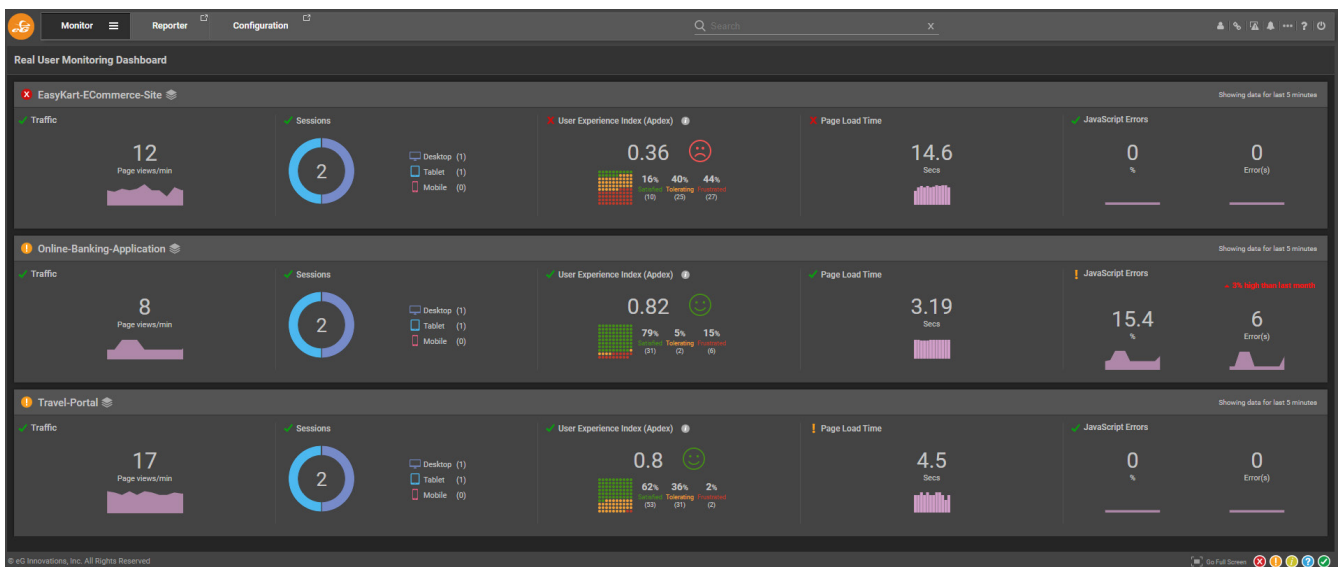 Monitor Reporter Configuration Search X ?
Real User Monitoring Dashboard
EasyKart-ECommerce-Site Showing data for last 5 minutes
Traffic Sessions User Experience Index (Apdex) Page Load Time JavaScript Errors
12 2 Desktop (1) 0.36 14.6 0 0
Page views/min Tablet (1) Secs % Error(s)
Mobile (0) 16% 40% 44%
Satisfied Tolerating Frustrated
(10) (25) (27)
Online-Banking-Application Showing data for last 5 minutes
Traffic Sessions User Experience Index (Apdex) Page Load Time JavaScript Errors
3% high than last month
8 2 Desktop (1) 0.82 3.19 15.4 6
Page views/min Tablet (1) Secs % Error(s)
Mobile (0) 79% 5% 15%
Satisfied Tolerating Frustrated
(31) (2) (6)
Travel-Portal Showing data for last 5 minutes
Traffic Sessions User Experience Index (Apdex) Page Load Time JavaScript Errors
17 2 Desktop (1) 0.8 4.5 0 0
Page views/min Tablet (1) Secs % Error(s)
Mobile (0) 62% 36% 2%
Satisfied Tolerating Frustrated
(53) (31) (2)
© eG Innovations, Inc. All Rights Reserved Go Full Screen